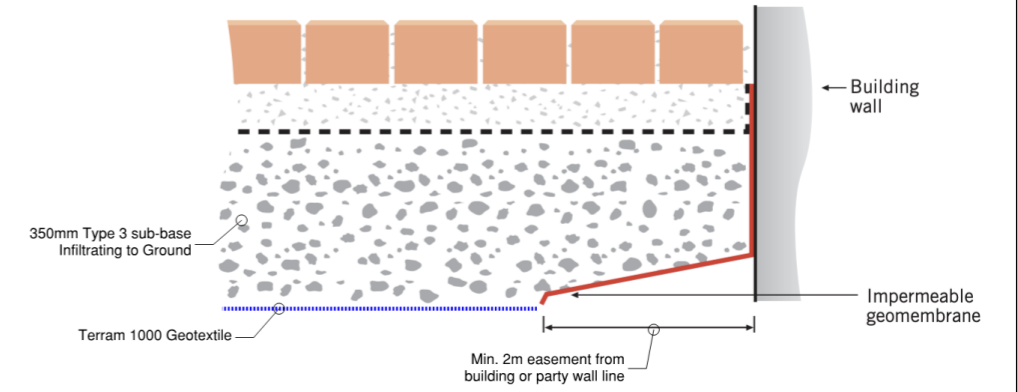 Building
wall
350mm Type 3 sub-base
Infiltrating to Ground
Impermeable
geomembrane
Terram 1000 Geotextile
Min. 2m easement from
building or party wall line